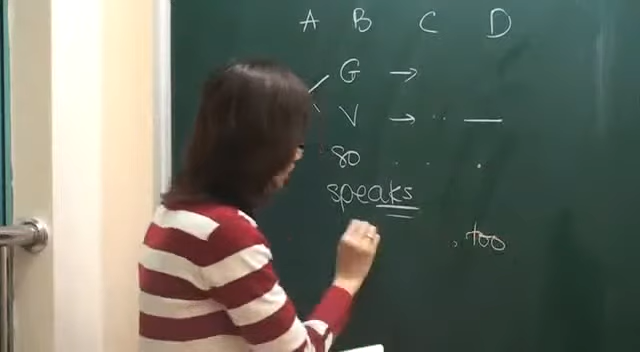 A B C D
G →
V → .. —
so . . .
speaks
. too